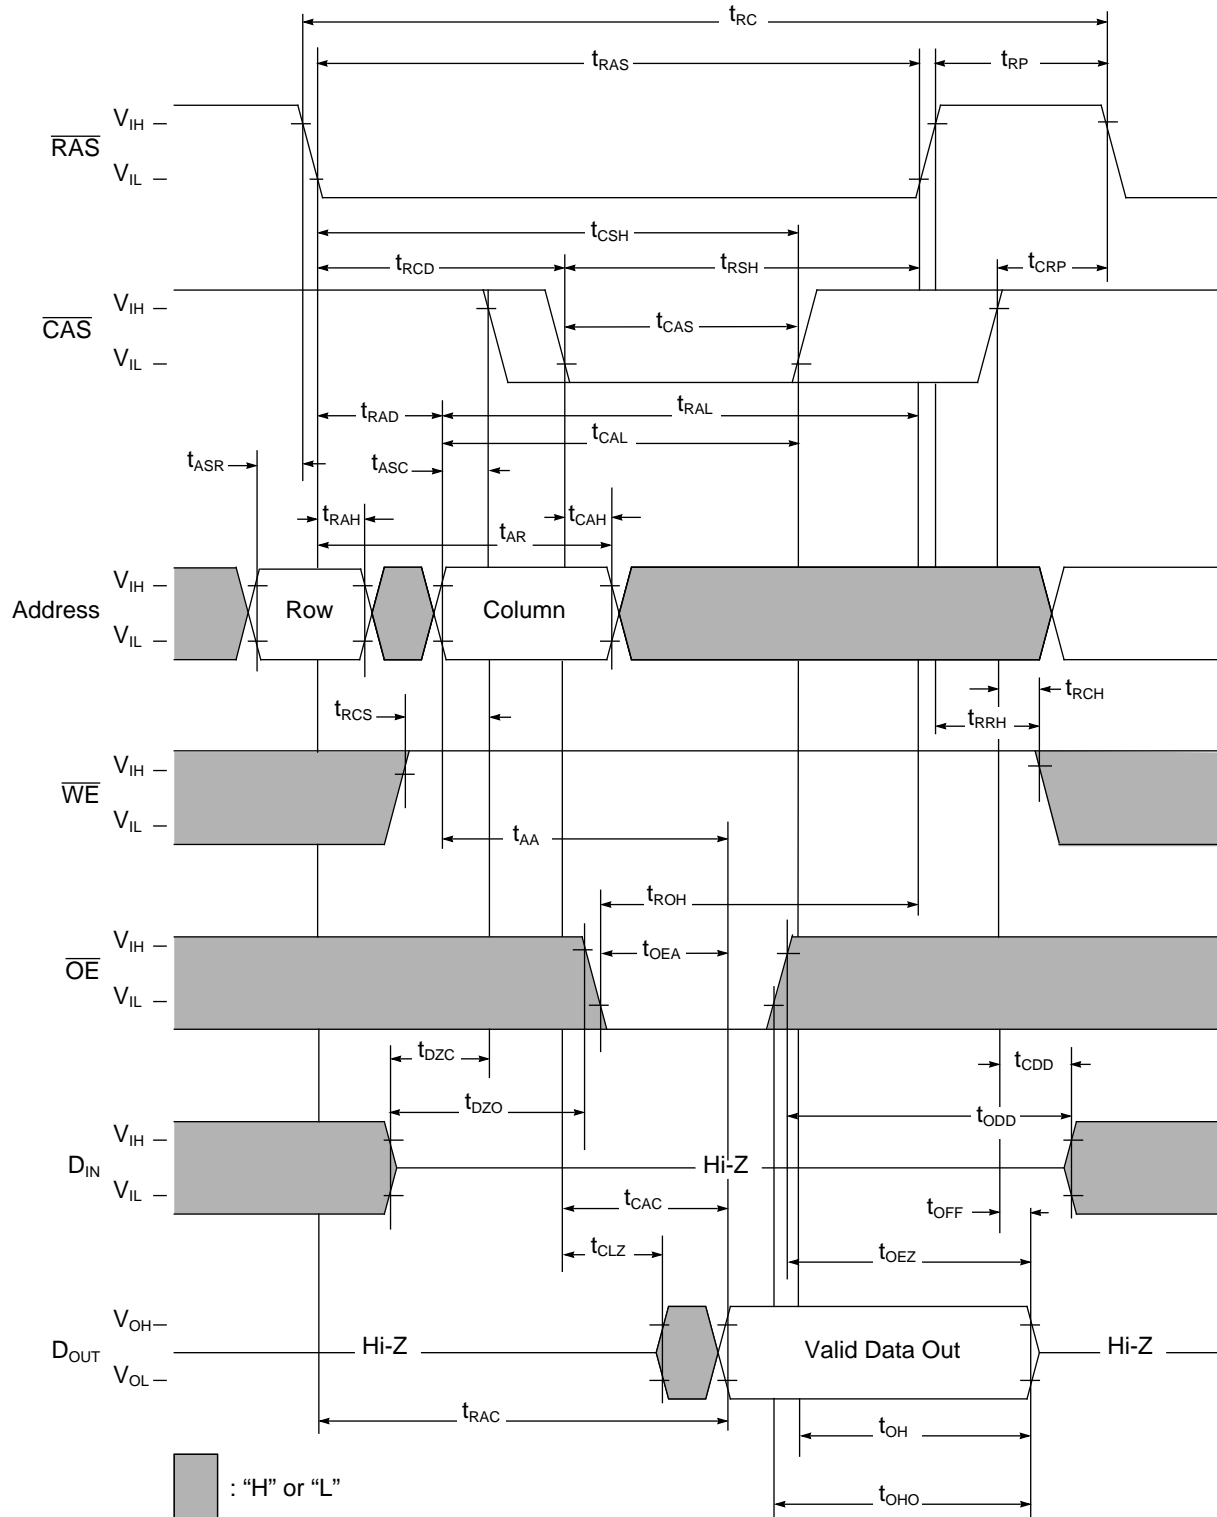 tRC
tRAS
tRP
VIH
RAS
VIL
tCSH
tRCD
tRSH
tCRP
VIH
CAS
tCAS
VIL
tRAD
tRAL
tCAL
tASR
tASC
tRAH
tCAH
tAR
VIH
Address
Row
Column
VIL
tRCH
tRCS
tRRH
VIH
WE
VIL
tAA
tROH
VIH
OE
tOEA
VIL
tDZC
tCDD
tDZO
tODD
VIH
DIN
Hi-Z
VIL
tCAC
tOFF
tCLZ
tOEZ
VOH
DOUT
Hi-Z
Valid Data Out
Hi-Z
VOL
tRAC
tOH
: “H” or “L”
tOHO